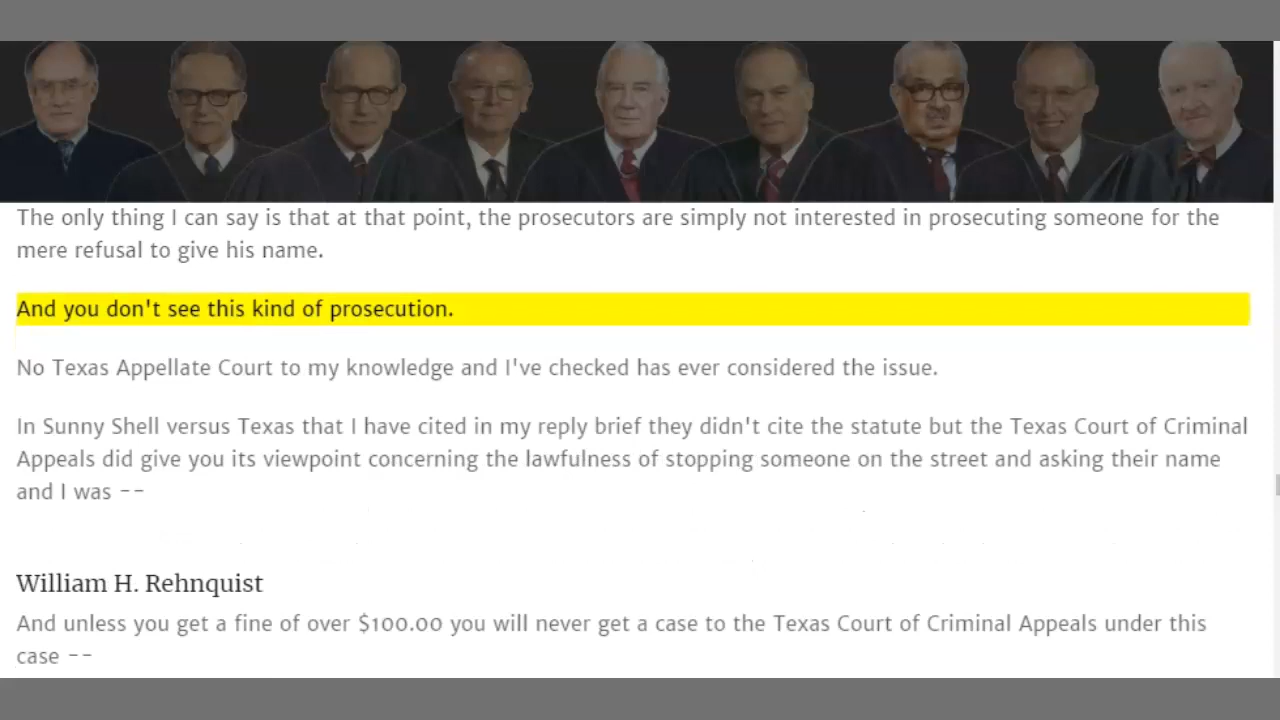 The only thing I can say is that at that point, the prosecutors are simply not interested in prosecuting someone for the
mere refusal to give his name.
And you don't see this kind of prosecution.
No Texas Appellate Court to my knowledge and I've checked has ever considered the issue.
In Sunny Shell versus Texas that I have cited in my reply brief they didn't cite the statute but the Texas Court of Criminal
Appeals did give you its viewpoint concerning the lawfulness of stopping someone on the street and asking their name
and I was --
William H. Rehnquist
And unless you get a fine of over $100.00 you will never get a case to the Texas Court of Criminal Appeals under this
case --